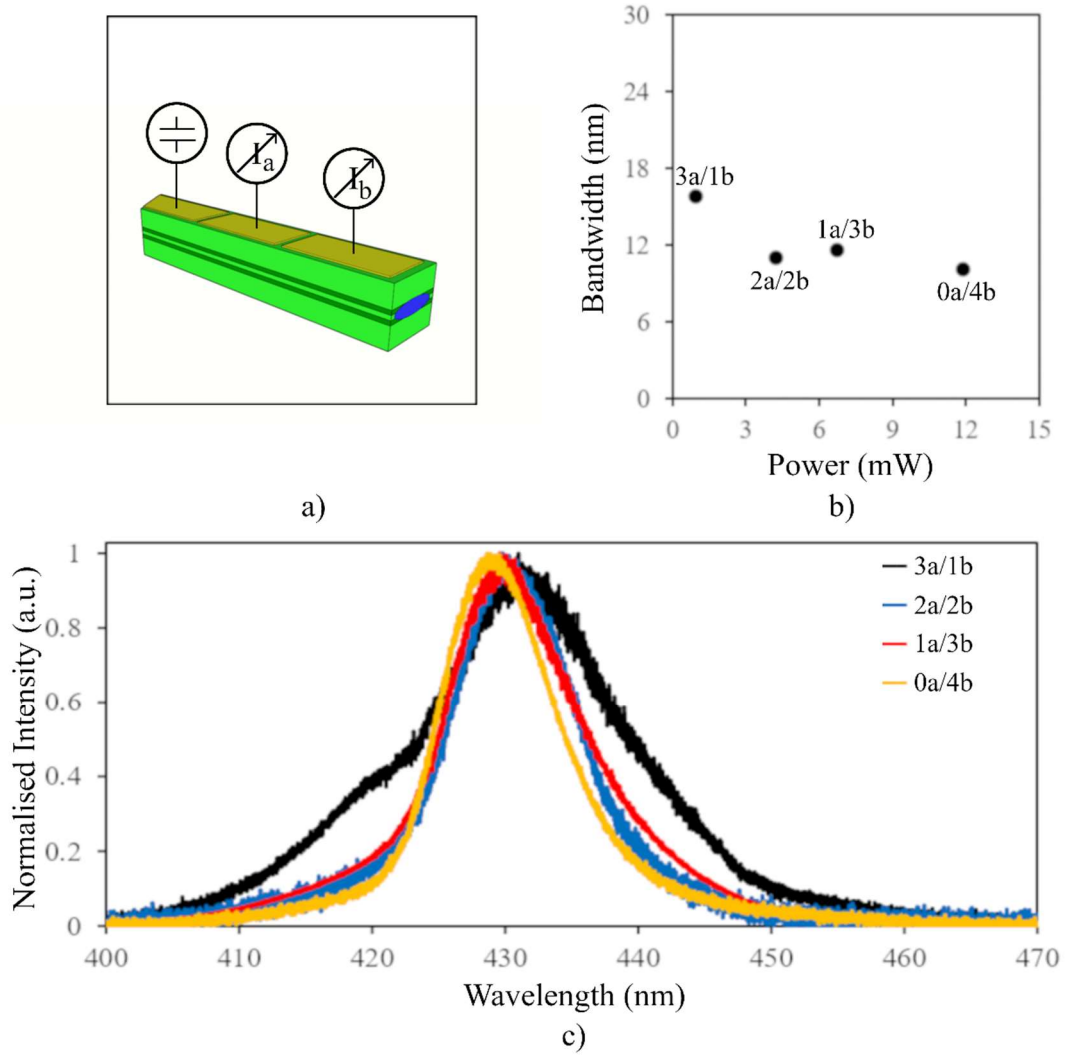 Iₐ
I_b
a)
30
24
18
12
6
0
Bandwidth (nm)
3a/1b
1a/3b
2a/2b
0a/4b
0 3 6 9 12 15
Power (mW)
b)
1
0.8
0.6
0.4
0.2
0
Normalised Intensity (a.u.)
3a/1b
2a/2b
1a/3b
0a/4b
400 410 420 430 440 450 460 470
Wavelength (nm)
c)